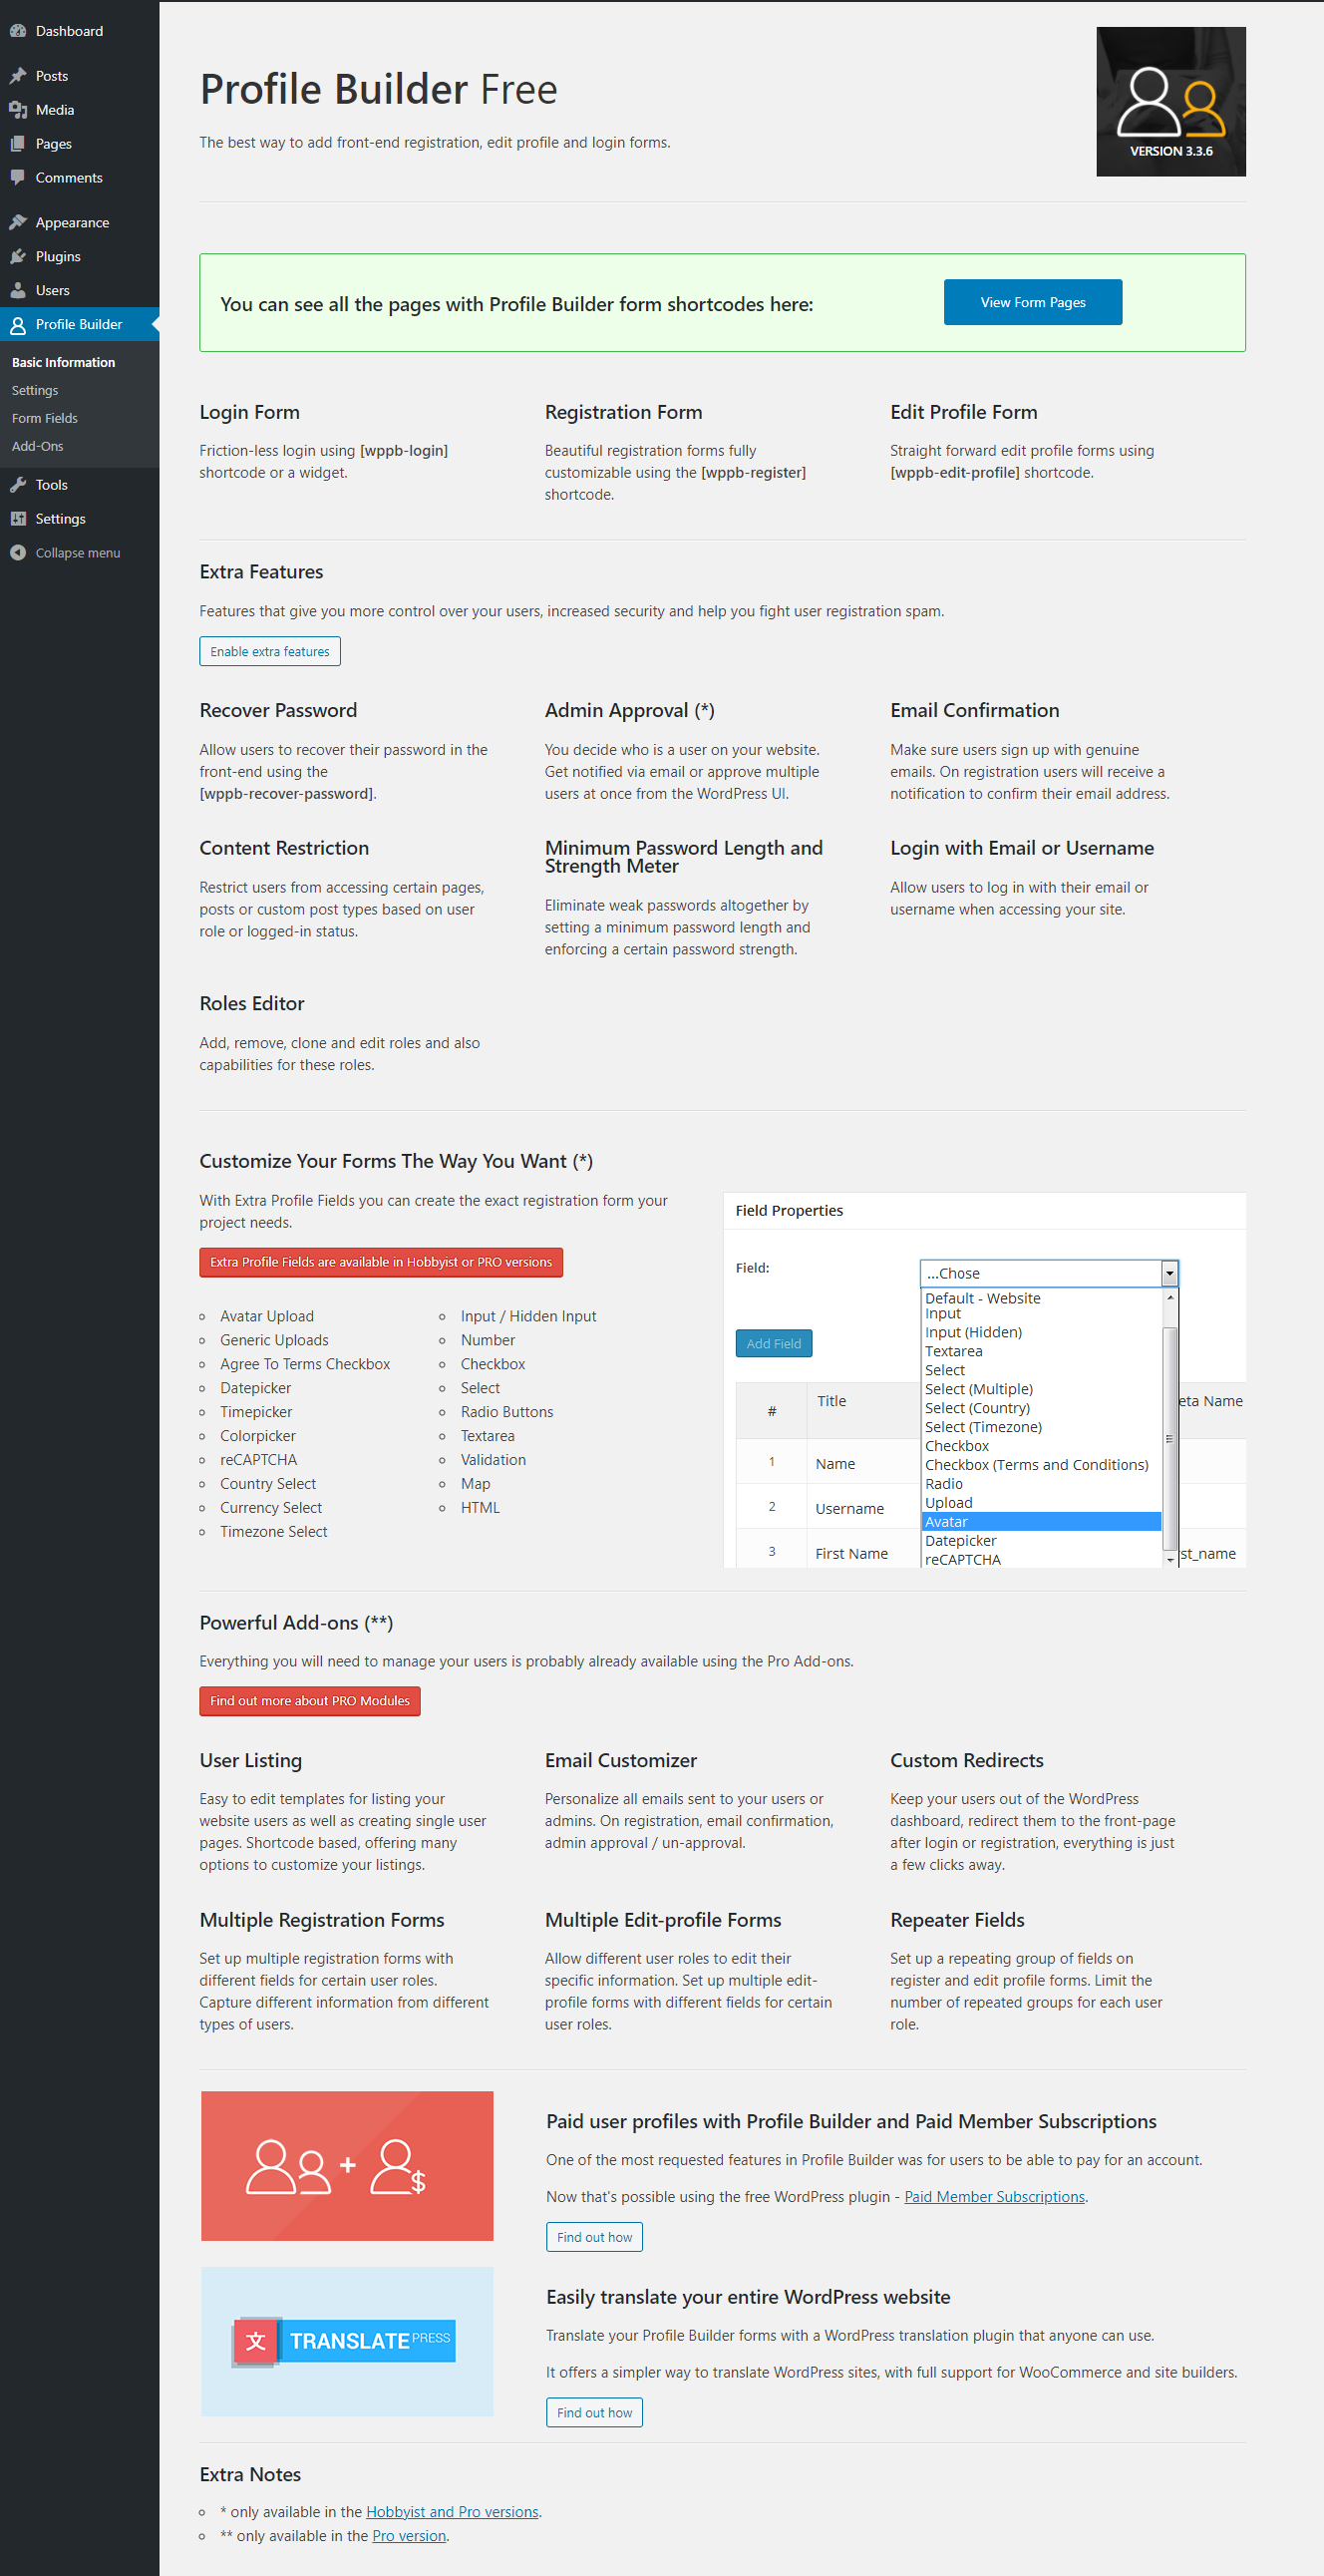 Dashboard
Posts
Media
Pages
Comments
Appearance
Plugins
Users
Profile Builder
Basic Information
Settings
Form Fields
Add-Ons
Tools
Settings
Collapse menu
Profile Builder Free
The best way to add front-end registration, edit profile and login forms.
VERSION 3.3.6
You can see all the pages with Profile Builder form shortcodes here:
View Form Pages
Login Form
Friction-less login using [wppb-login]
shortcode or a widget.
Registration Form
Beautiful registration forms fully
customizable using the [wppb-register]
shortcode.
Edit Profile Form
Straight forward edit profile forms using
[wppb-edit-profile] shortcode.
Extra Features
Features that give you more control over your users, increased security and help you fight user registration spam.
Enable extra features
Recover Password
Allow users to recover their password in the
front-end using the
[wppb-recover-password].
Admin Approval (*)
You decide who is a user on your website.
Get notified via email or approve multiple
users at once from the WordPress UI.
Email Confirmation
Make sure users sign up with genuine
emails. On registration users will receive a
notification to confirm their email address.
Content Restriction
Restrict users from accessing certain pages,
posts or custom post types based on user
role or logged-in status.
Minimum Password Length and
Strength Meter
Eliminate weak passwords altogether by
setting a minimum password length and
enforcing a certain password strength.
Login with Email or Username
Allow users to log in with their email or
username when accessing your site.
Roles Editor
Add, remove, clone and edit roles and also
capabilities for these roles.
Customize Your Forms The Way You Want (*)
With Extra Profile Fields you can create the exact registration form your
project needs.
Extra Profile Fields are available in Hobbyist or PRO versions
Avatar Upload
Generic Uploads
Agree To Terms Checkbox
Datepicker
Timepicker
Colorpicker
reCAPTCHA
Country Select
Currency Select
Timezone Select
Input / Hidden Input
Number
Checkbox
Select
Radio Buttons
Textarea
Validation
Map
HTML
Field Properties
Field:
...Chose
Default - Website
Input
Input (Hidden)
Textarea
Select
Select (Multiple)
Select (Country)
Select (Timezone)
Checkbox
Checkbox (Terms and Conditions)
Radio
Upload
Avatar
Datepicker
reCAPTCHA
Add Field
# Title eta Name
1 Name
2 Username
3 First Name st_name
Powerful Add-ons (**)
Everything you will need to manage your users is probably already available using the Pro Add-ons.
Find out more about PRO Modules
User Listing
Easy to edit templates for listing your
website users as well as creating single user
pages. Shortcode based, offering many
options to customize your listings.
Email Customizer
Personalize all emails sent to your users or
admins. On registration, email confirmation,
admin approval / un-approval.
Custom Redirects
Keep your users out of the WordPress
dashboard, redirect them to the front-page
after login or registration, everything is just
a few clicks away.
Multiple Registration Forms
Set up multiple registration forms with
different fields for certain user roles.
Capture different information from different
types of users.
Multiple Edit-profile Forms
Allow different user roles to edit their
specific information. Set up multiple edit-
profile forms with different fields for certain
user roles.
Repeater Fields
Set up a repeating group of fields on
register and edit profile forms. Limit the
number of repeated groups for each user
role.
Paid user profiles with Profile Builder and Paid Member Subscriptions
One of the most requested features in Profile Builder was for users to be able to pay for an account.
Now that's possible using the free WordPress plugin - Paid Member Subscriptions.
Find out how
文 TRANSLATE PRESS
Easily translate your entire WordPress website
Translate your Profile Builder forms with a WordPress translation plugin that anyone can use.
It offers a simpler way to translate WordPress sites, with full support for WooCommerce and site builders.
Find out how
Extra Notes
* only available in the Hobbyist and Pro versions.
** only available in the Pro version.